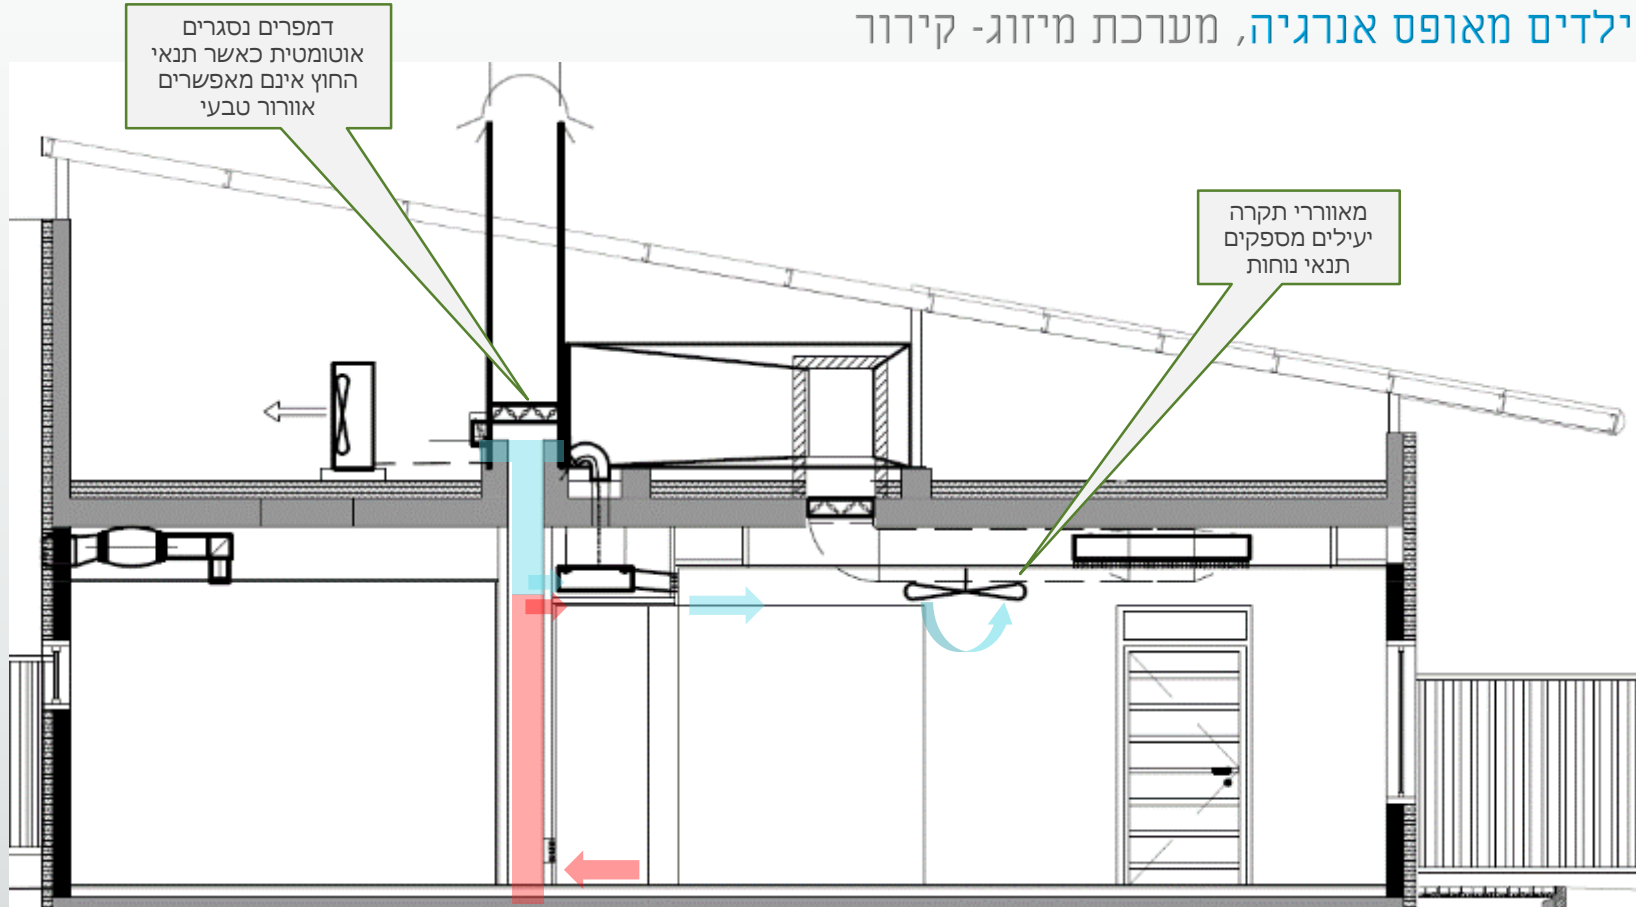 ילדים מאופס אנרגיה, מערכת מיזוג- קירור
דמפרים נסגרים
אוטומטית כאשר תנאי
החוץ אינם מאפשרים
אוורור טבעי
מאווררי תקרה
יעילים מספקים
תנאי נוחות